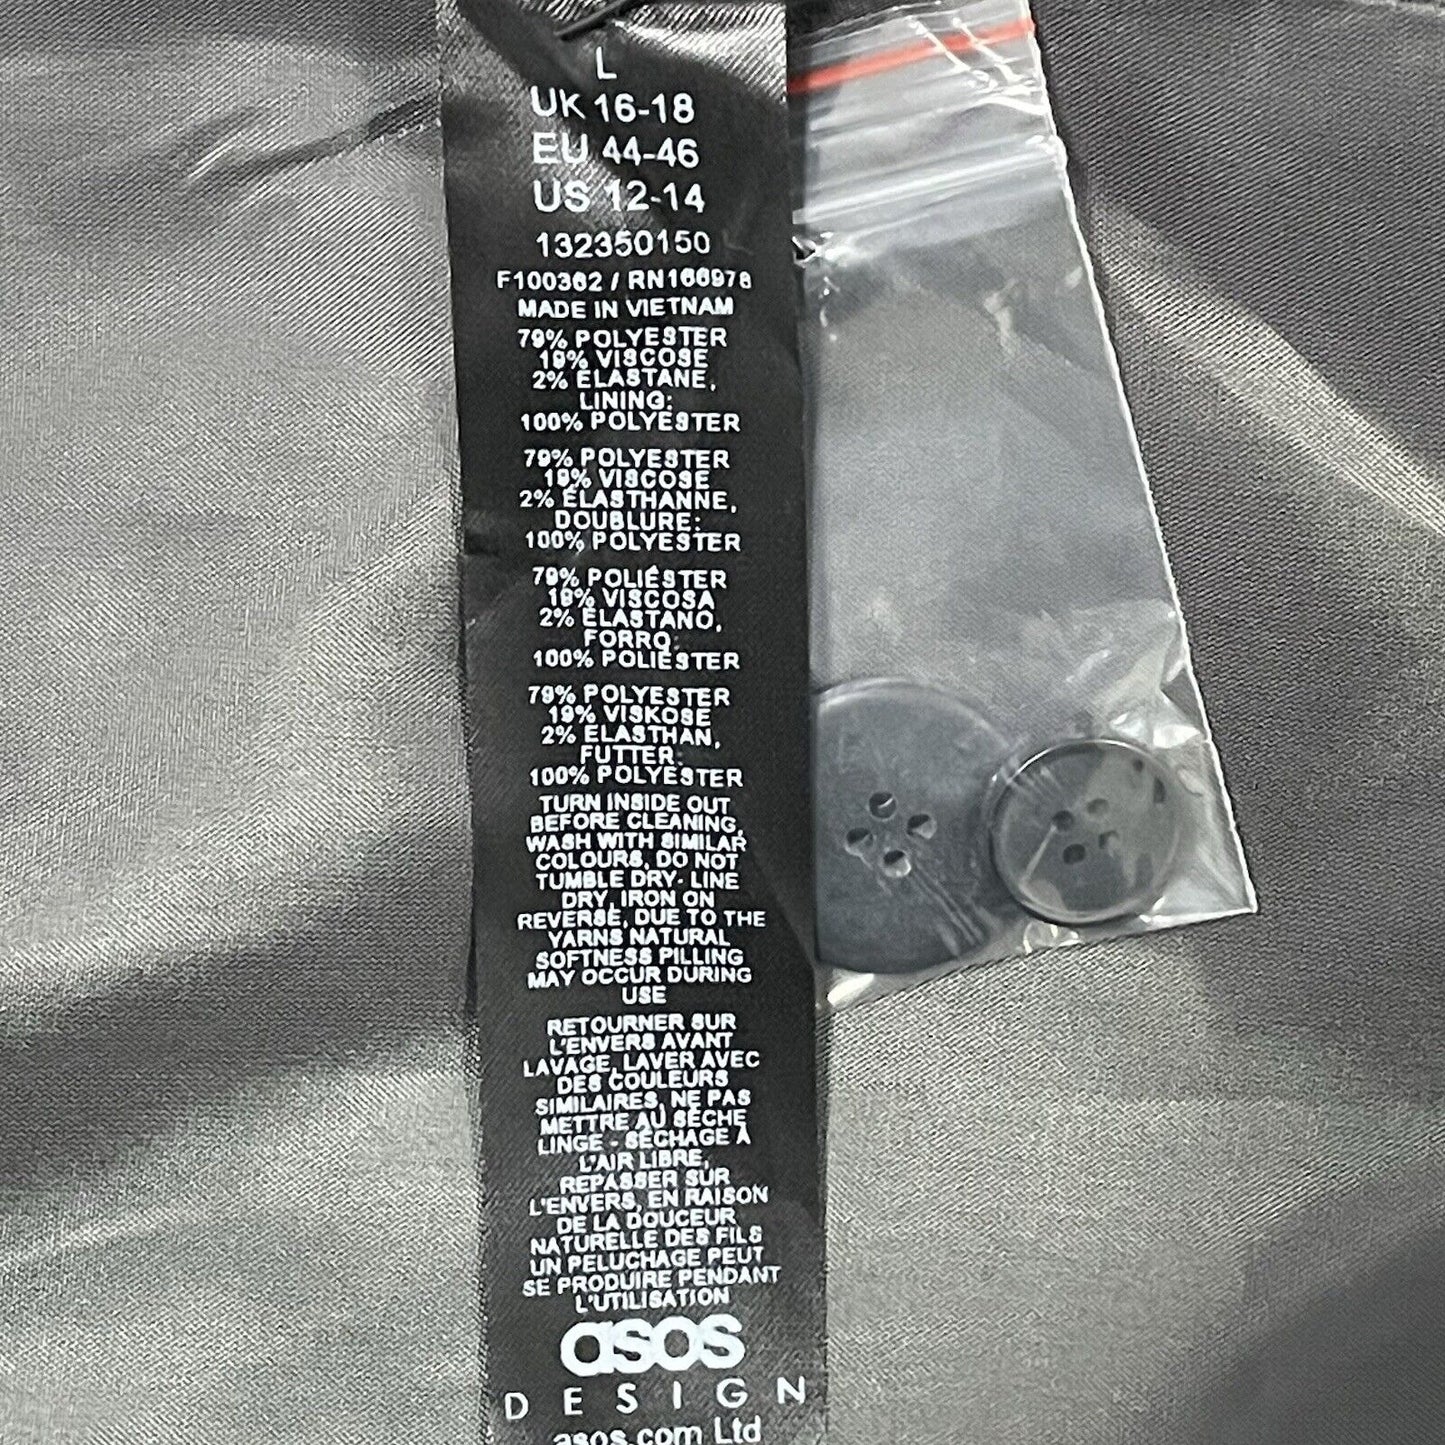 L
UK 16-18
EU 44-46
US 12-14
132350150
F100362 / RN166978
MADE IN VIETNAM
79% POLYESTER
19% VISCOSE
2% ELASTANE,
LINING:
100% POLYESTER
79% POLYESTER
19% VISCOSE
2% ÉLASTHANNE,
DOUBLURE:
100% POLYESTER
79% POLIÉSTER
19% VISCOSA
2% ELASTANO,
FORRO:
100% POLIÉSTER
79% POLYESTER
19% VISKOSE
2% ELASTHAN,
FUTTER:
100% POLYESTER
TURN INSIDE OUT
BEFORE CLEANING,
WASH WITH SIMILAR
COLOURS, DO NOT
TUMBLE DRY- LINE
DRY, IRON ON
REVERSE, DUE TO THE
YARNS NATURAL
SOFTNESS PILLING
MAY OCCUR DURING
USE
RETOURNER SUR
L'ENVERS AVANT
LAVAGE, LAVER AVEC
DES COULEURS
SIMILAIRES, NE PAS
METTRE AU SÈCHE
LINGE - SÉCHAGE À
L'AIR LIBRE,
REPASSER SUR
L'ENVERS, EN RAISON
DE LA DOUCEUR
NATURELLE DES FILS
UN PELUCHAGE PEUT
SE PRODUIRE PENDANT
L'UTILISATION
asos
DESIGN
asos.com Ltd